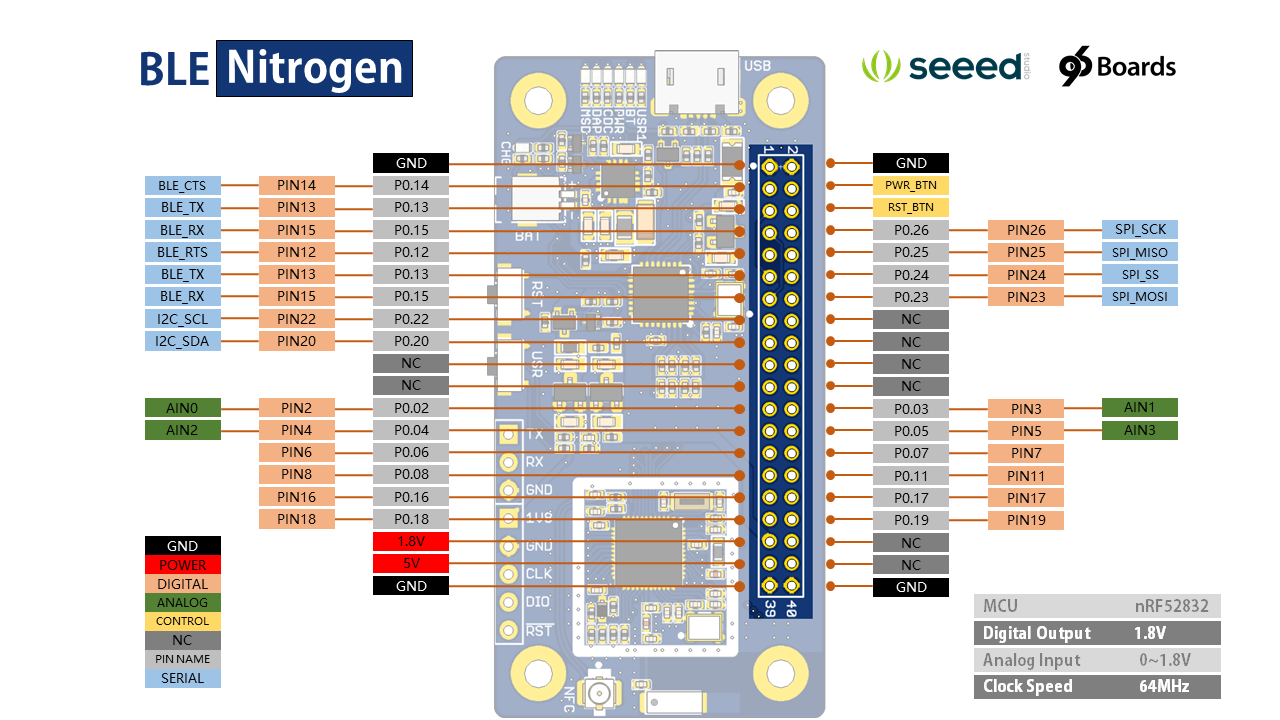 BLE Nitrogen
seeed studio
96Boards
USB
MSD
DAP
CDC
PWR
BT
USR1
CHG
BAT
RST
USR
TX
RX
GND
1V8
GND
CLK
DIO
RST
NFC
1 2
39 40
GND
BLE_CTS PIN14 P0.14
BLE_TX PIN13 P0.13
BLE_RX PIN15 P0.15
BLE_RTS PIN12 P0.12
BLE_TX PIN13 P0.13
BLE_RX PIN15 P0.15
I2C_SCL PIN22 P0.22
I2C_SDA PIN20 P0.20
NC
NC
AIN0 PIN2 P0.02
AIN2 PIN4 P0.04
PIN6 P0.06
PIN8 P0.08
PIN16 P0.16
PIN18 P0.18
1.8V
5V
GND
GND
PWR_BTN
RST_BTN
P0.26 PIN26 SPI_SCK
P0.25 PIN25 SPI_MISO
P0.24 PIN24 SPI_SS
P0.23 PIN23 SPI_MOSI
NC
NC
NC
NC
P0.03 PIN3 AIN1
P0.05 PIN5 AIN3
P0.07 PIN7
P0.11 PIN11
P0.17 PIN17
P0.19 PIN19
NC
NC
GND
GND
POWER
DIGITAL
ANALOG
CONTROL
NC
PIN NAME
SERIAL
MCU nRF52832
Digital Output 1.8V
Analog Input 0~1.8V
Clock Speed 64MHz